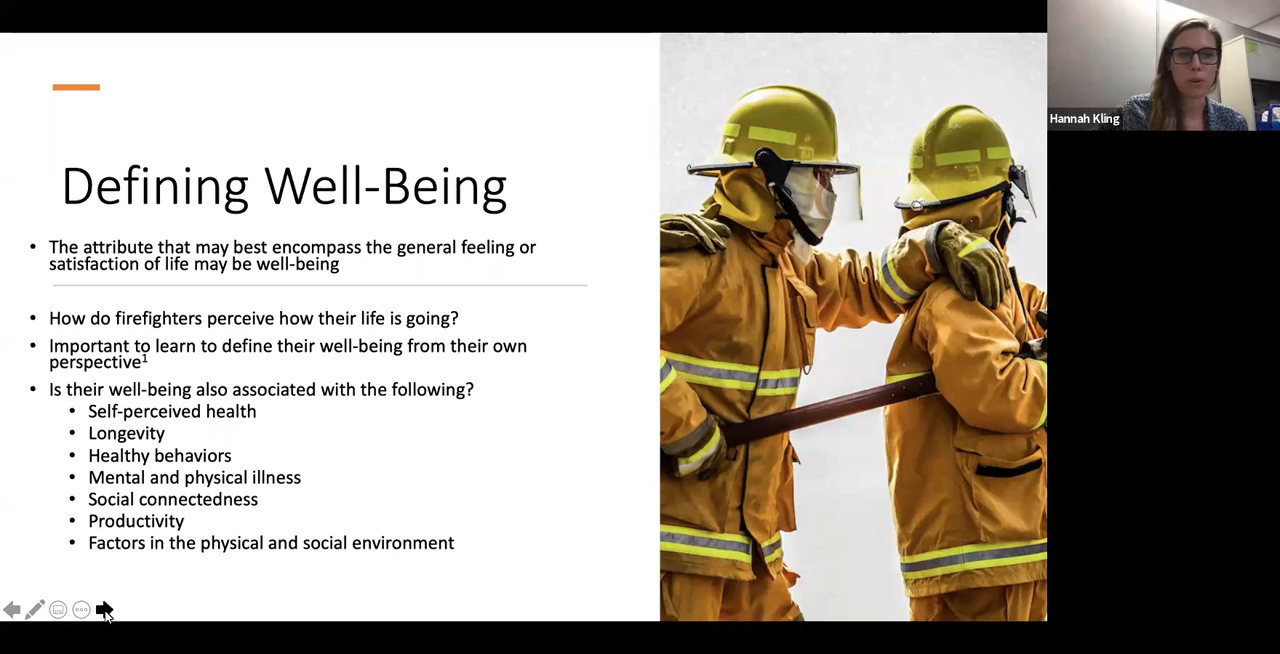 Hannah Kling
Defining Well-Being
• The attribute that may best encompass the general feeling or
satisfaction of life may be well-being
• How do firefighters perceive how their life is going?
• Important to learn to define their well-being from their own
perspective¹
• Is their well-being also associated with the following?
• Self-perceived health
• Longevity
• Healthy behaviors
• Mental and physical illness
• Social connectedness
• Productivity
• Factors in the physical and social environment